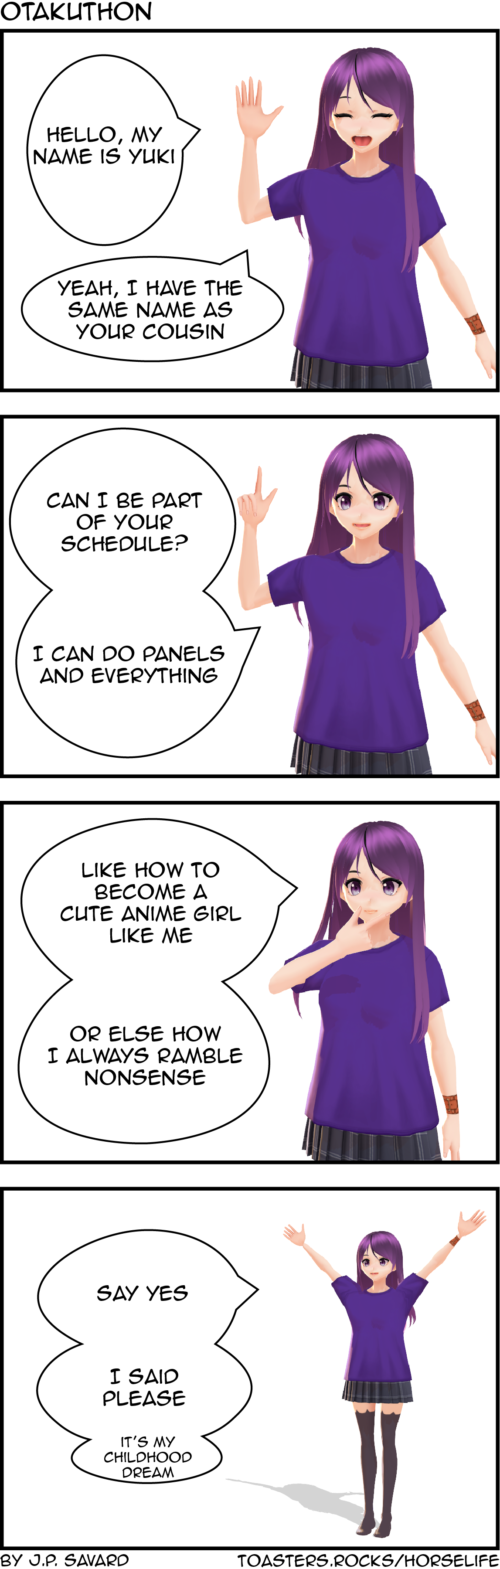 OTAKUTHON
HELLO, MY
NAME IS YUKI
YEAH, I HAVE THE
SAME NAME AS
YOUR COUSIN
CAN I BE PART
OF YOUR
SCHEDULE?
I CAN DO PANELS
AND EVERYTHING
LIKE HOW TO
BECOME A
CUTE ANIME GIRL
LIKE ME
OR ELSE HOW
I ALWAYS RAMBLE
NONSENSE
SAY YES
I SAID
PLEASE
IT'S MY
CHILDHOOD
DREAM
BY J.P. SAVARD
TOASTERS.ROCKS/HORSELIFE